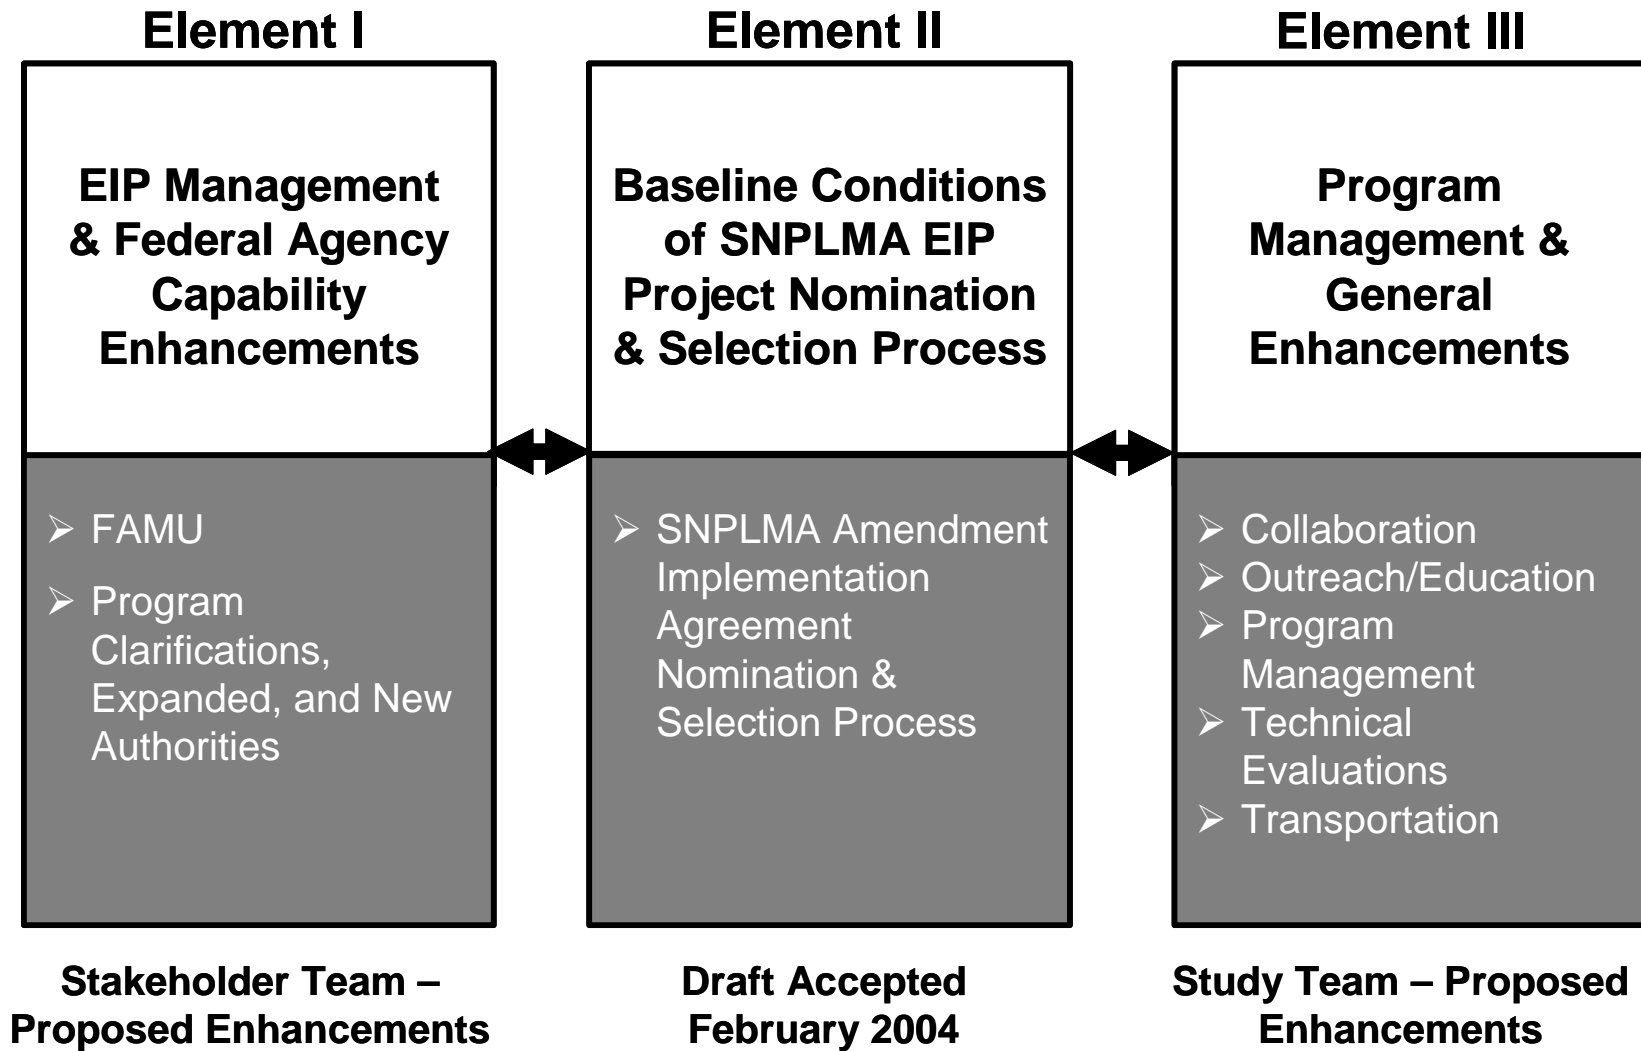 Element I
EIP Management
& Federal Agency
Capability
Enhancements
➢ FAMU
➢ Program
Clarifications,
Expanded, and New
Authorities
Stakeholder Team –
Proposed Enhancements
Element II
Baseline Conditions
of SNPLMA EIP
Project Nomination
& Selection Process
➢ SNPLMA Amendment
Implementation
Agreement
Nomination &
Selection Process
Draft Accepted
February 2004
Element III
Program
Management &
General
Enhancements
➢ Collaboration
➢ Outreach/Education
➢ Program
Management
➢ Technical
Evaluations
➢ Transportation
Study Team – Proposed
Enhancements